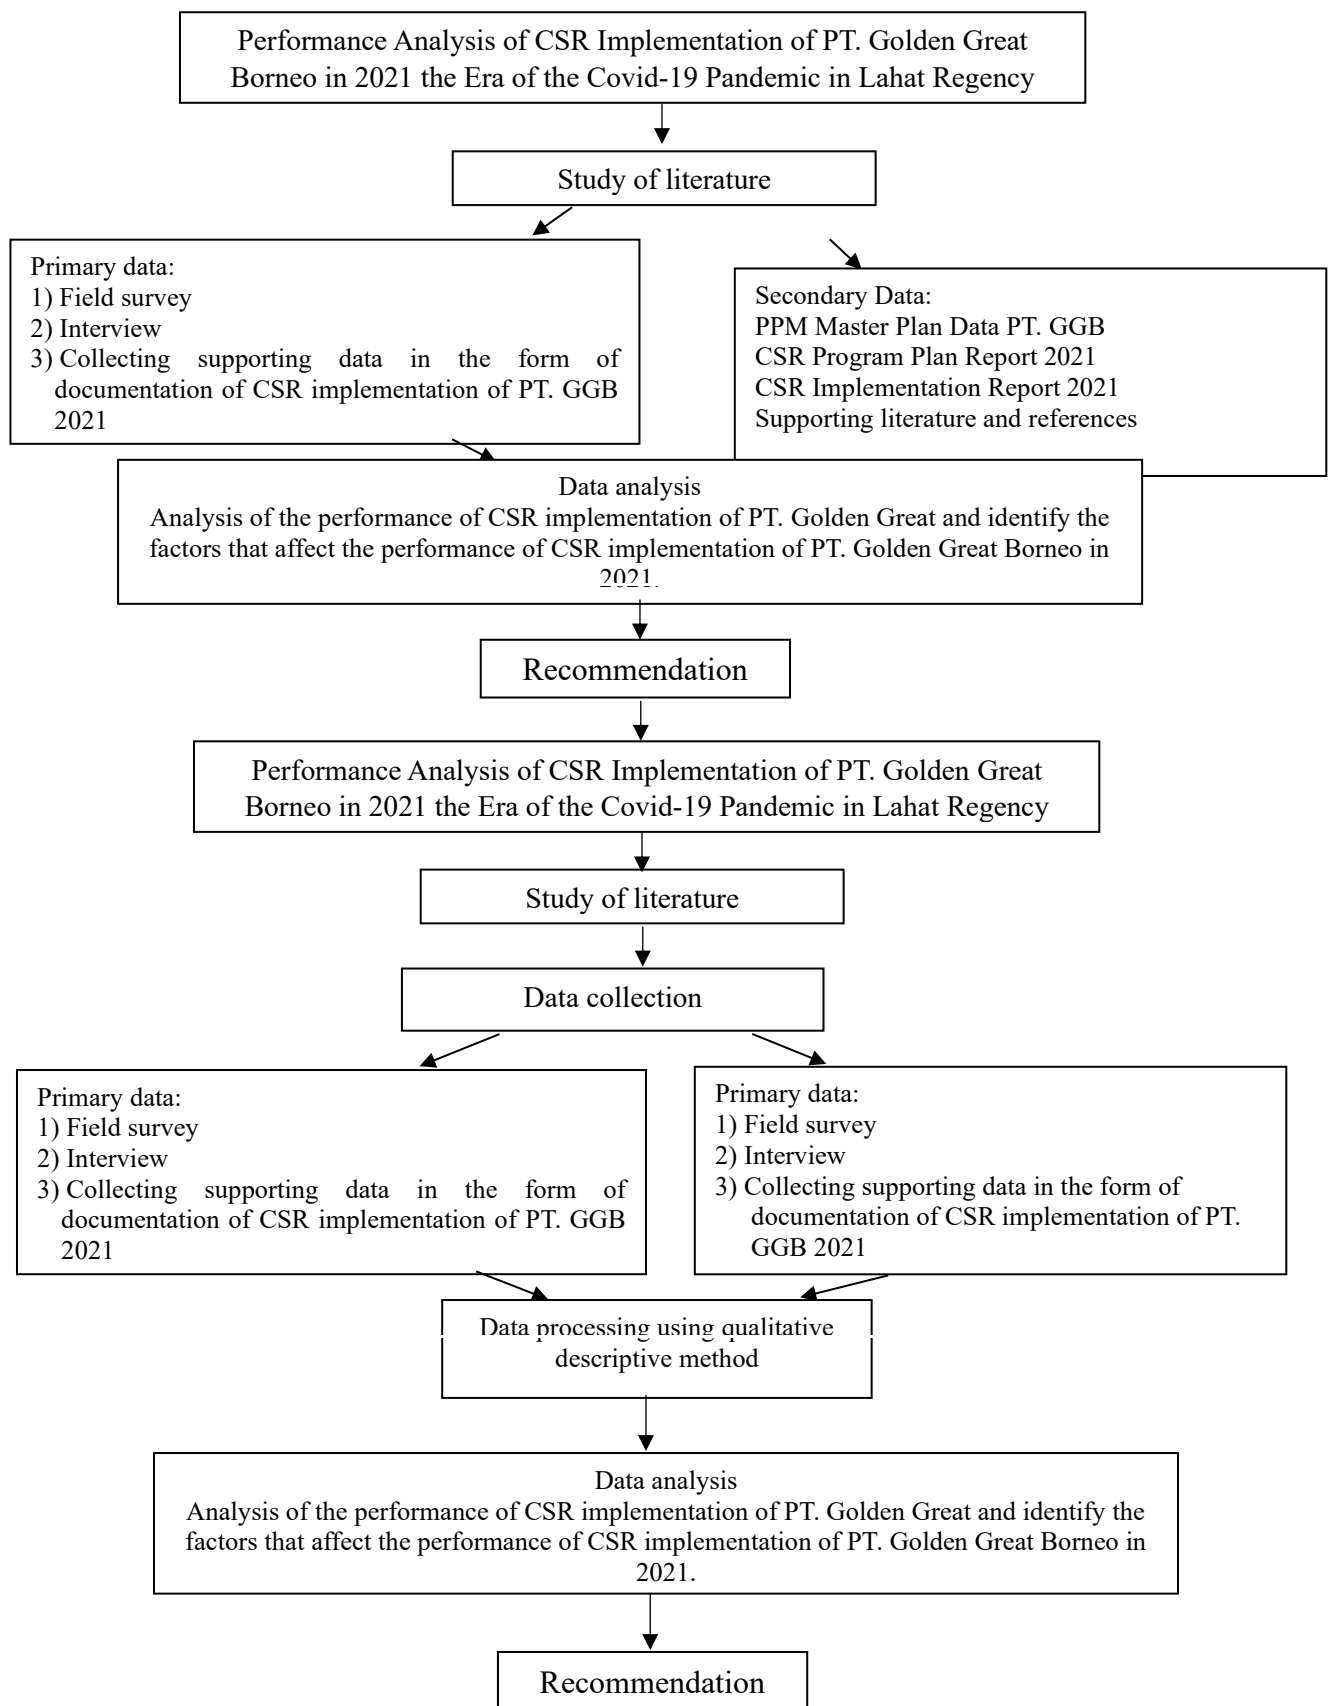 Performance Analysis of CSR Implementation of PT. Golden Great
Borneo in 2021 the Era of the Covid-19 Pandemic in Lahat Regency
Study of literature
Primary data:
1) Field survey
2) Interview
3) Collecting supporting data in the form of
documentation of CSR implementation of PT. GGB
2021
Secondary Data:
PPM Master Plan Data PT. GGB
CSR Program Plan Report 2021
CSR Implementation Report 2021
Supporting literature and references
Data analysis
Analysis of the performance of CSR implementation of PT. Golden Great and identify the
factors that affect the performance of CSR implementation of PT. Golden Great Borneo in
2021.
Recommendation
Performance Analysis of CSR Implementation of PT. Golden Great
Borneo in 2021 the Era of the Covid-19 Pandemic in Lahat Regency
Study of literature
Data collection
Primary data:
1) Field survey
2) Interview
3) Collecting supporting data in the form of
documentation of CSR implementation of PT. GGB
2021
Primary data:
1) Field survey
2) Interview
3) Collecting supporting data in the form of
documentation of CSR implementation of PT.
GGB 2021
Data processing using qualitative
descriptive method
Data analysis
Analysis of the performance of CSR implementation of PT. Golden Great and identify the
factors that affect the performance of CSR implementation of PT. Golden Great Borneo in
2021.
Recommendation